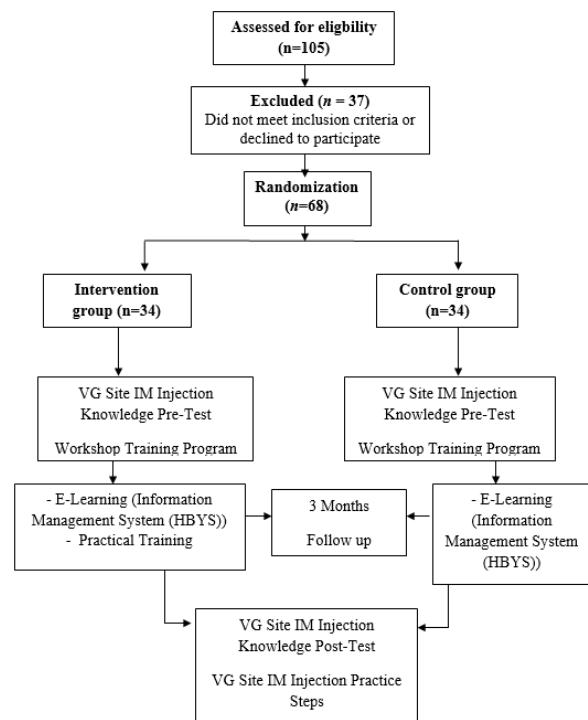 Assessed for eligbility
(n=105)
Excluded (n = 37)
Did not meet inclusion criteria or
declined to participate
Randomization
(n=68)
Intervention
group (n=34)
Control group
(n=34)
VG Site IM Injection
Knowledge Pre-Test
Workshop Training Program
VG Site IM Injection
Knowledge Pre-Test
Workshop Training Program
- E-Learning (Information
Management System (HBYS))
- Practical Training
3 Months
Follow up
- E-Learning
(Information
Management System
(HBYS))
VG Site IM Injection
Knowledge Post-Test
VG Site IM Injection Practice
Steps